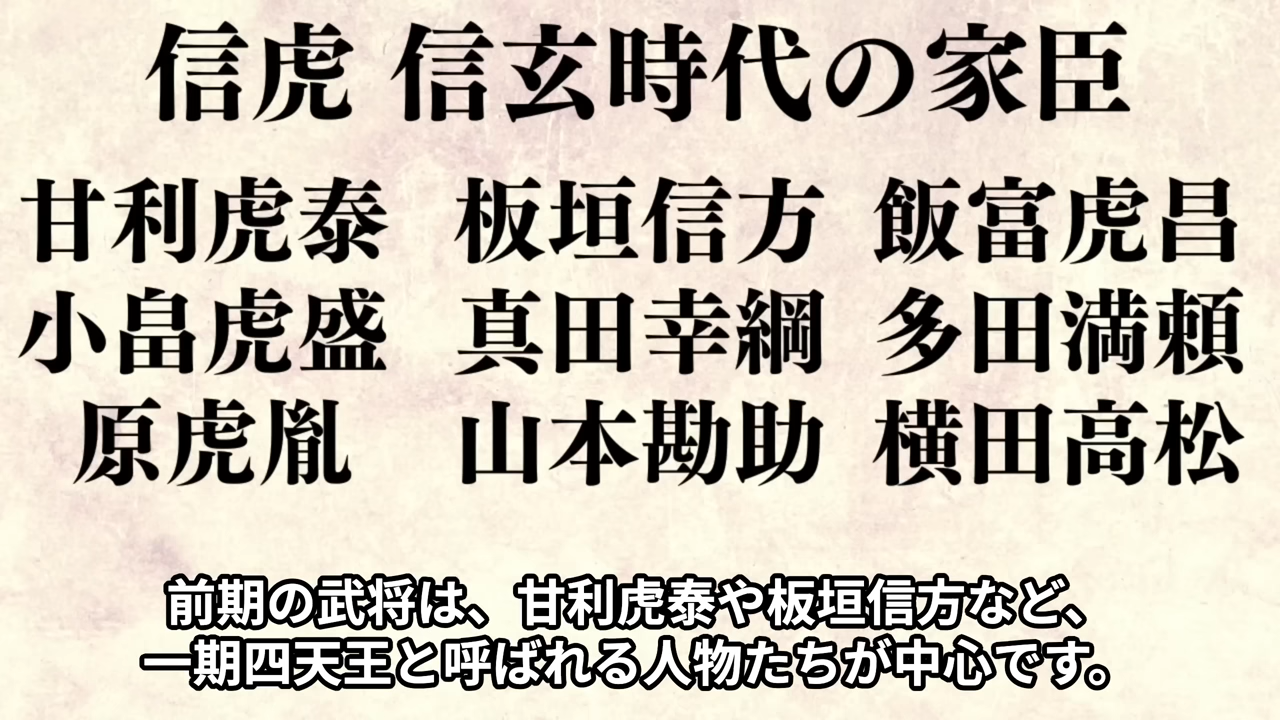 信虎 信玄時代の家臣
甘利虎泰 板垣信方 飯富虎昌
小畠虎盛 真田幸綱 多田満頼
原虎胤 山本勘助 横田高松
前期の武将は、甘利虎泰や板垣信方など、
一期四天王と呼ばれる人物たちが中心です。